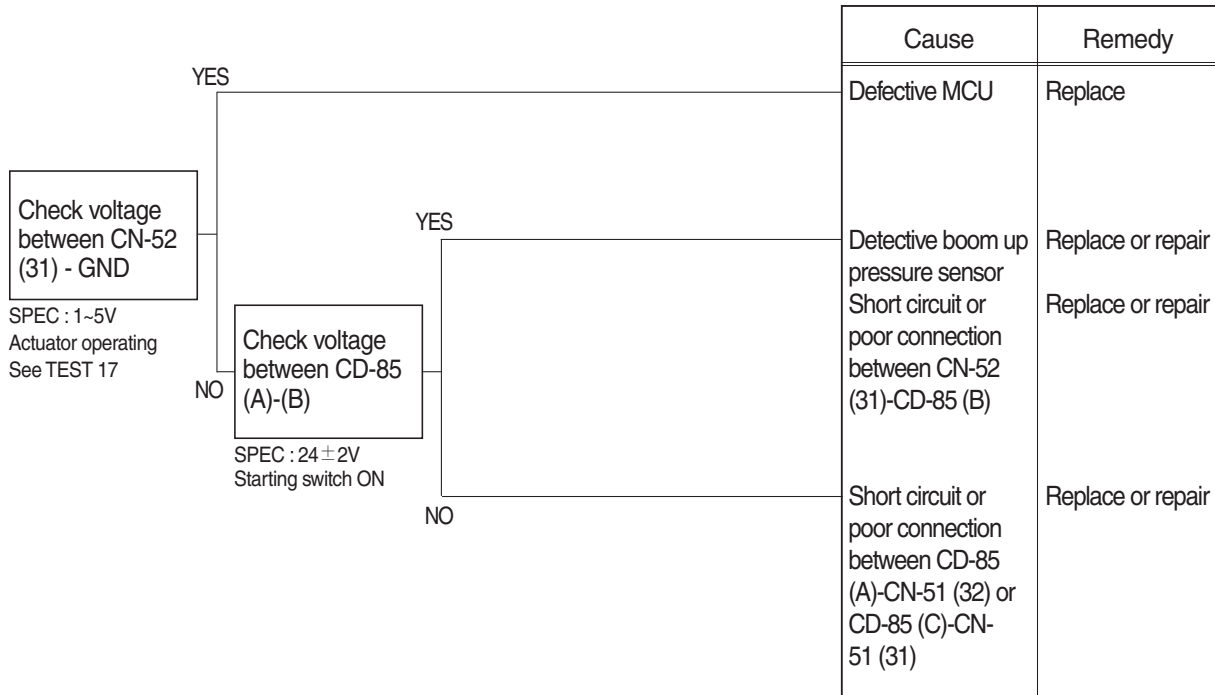 Cause Remedy
YES
Defective MCU Replace
Check voltage
between CN-52
(31) - GND
SPEC : 1~5V
Actuator operating
See TEST 17
YES
Detective boom up Replace or repair
pressure sensor
Short circuit or Replace or repair
poor connection
between CN-52
(31)-CD-85 (B)
NO
Check voltage
between CD-85
(A)-(B)
SPEC : 24±2V
Starting switch ON
NO
Short circuit or Replace or repair
poor connection
between CD-85
(A)-CN-51 (32) or
CD-85 (C)-CN-
51 (31)